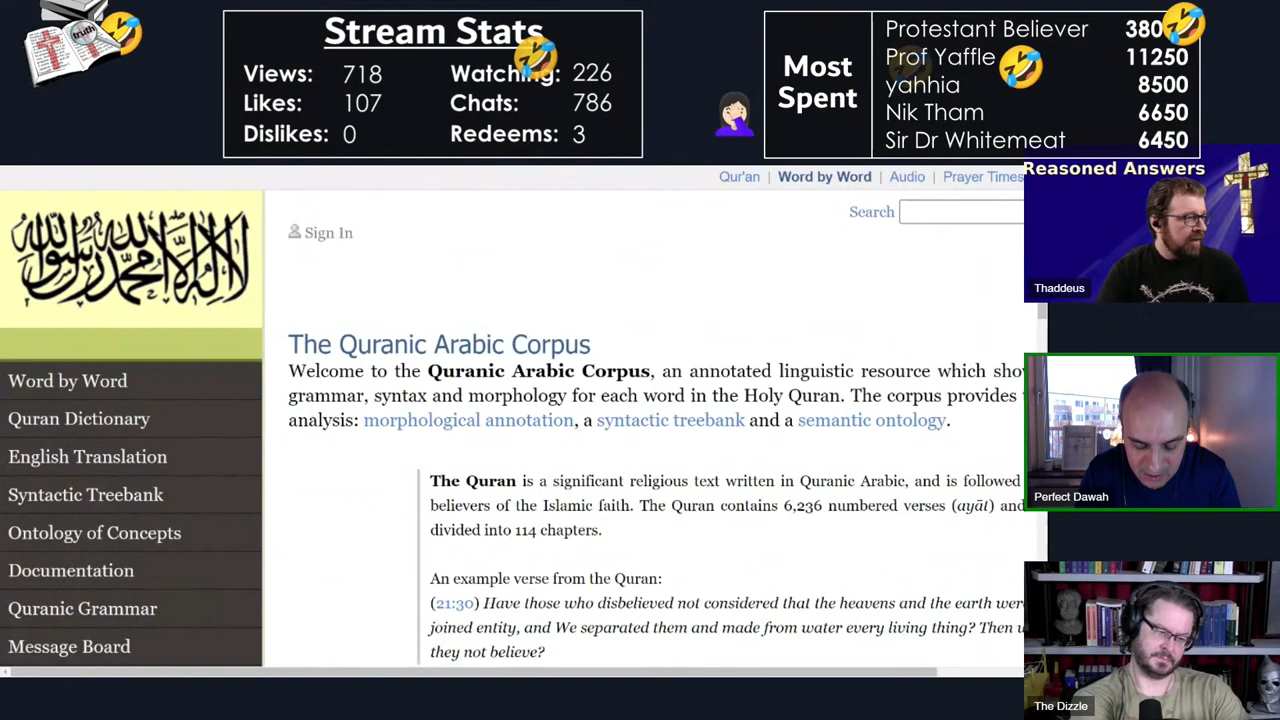 truth
Stream Stats
Views: 718
Watching: 226
Likes: 107
Chats: 786
Dislikes: 0
Redeems: 3
Most
Spent
Protestant Believer
Prof Yaffle 11250
yahhia 8500
Nik Tham 6650
Sir Dr Whitemeat 6450
Qur'an | Word by Word | Audio | Prayer Times
Reasoned Answers
Search
Sign In
لا اله الا الله محمد رسول الله
Thaddeus
The Quranic Arabic Corpus
Welcome to the Quranic Arabic Corpus, an annotated linguistic resource which
grammar, syntax and morphology for each word in the Holy Quran. The corpus provides
analysis: morphological annotation, a syntactic treebank and a semantic ontology.
Word by Word
Quran Dictionary
English Translation
Syntactic Treebank
Ontology of Concepts
Documentation
Quranic Grammar
Message Board
The Quran is a significant religious text written in Quranic Arabic, and is followed
believers of the Islamic faith. The Quran contains 6,236 numbered verses (ayāt) and
divided into 114 chapters.
An example verse from the Quran:
(21:30) Have those who disbelieved not considered that the heavens and the earth were
joined entity, and We separated them and made from water every living thing? Then
they not believe?
Perfect Dawah
The Dizzle